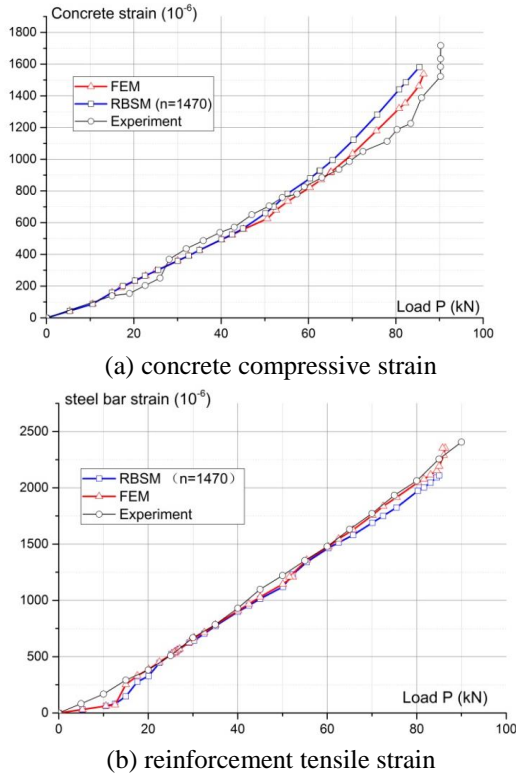 Concrete strain (10-6)
1800
1600
1400
1200
1000
800
600
400
200
0
FEM
RBSM (n=1470)
Experiment
Load P (kN)
0 20 40 60 80 100
(a) concrete compressive strain
steel bar strain (10-6)
2500
2000
1500
1000
500
0
RBSM （n=1470）
FEM
Experiment
Load P (kN)
0 20 40 60 80 100
(b) reinforcement tensile strain